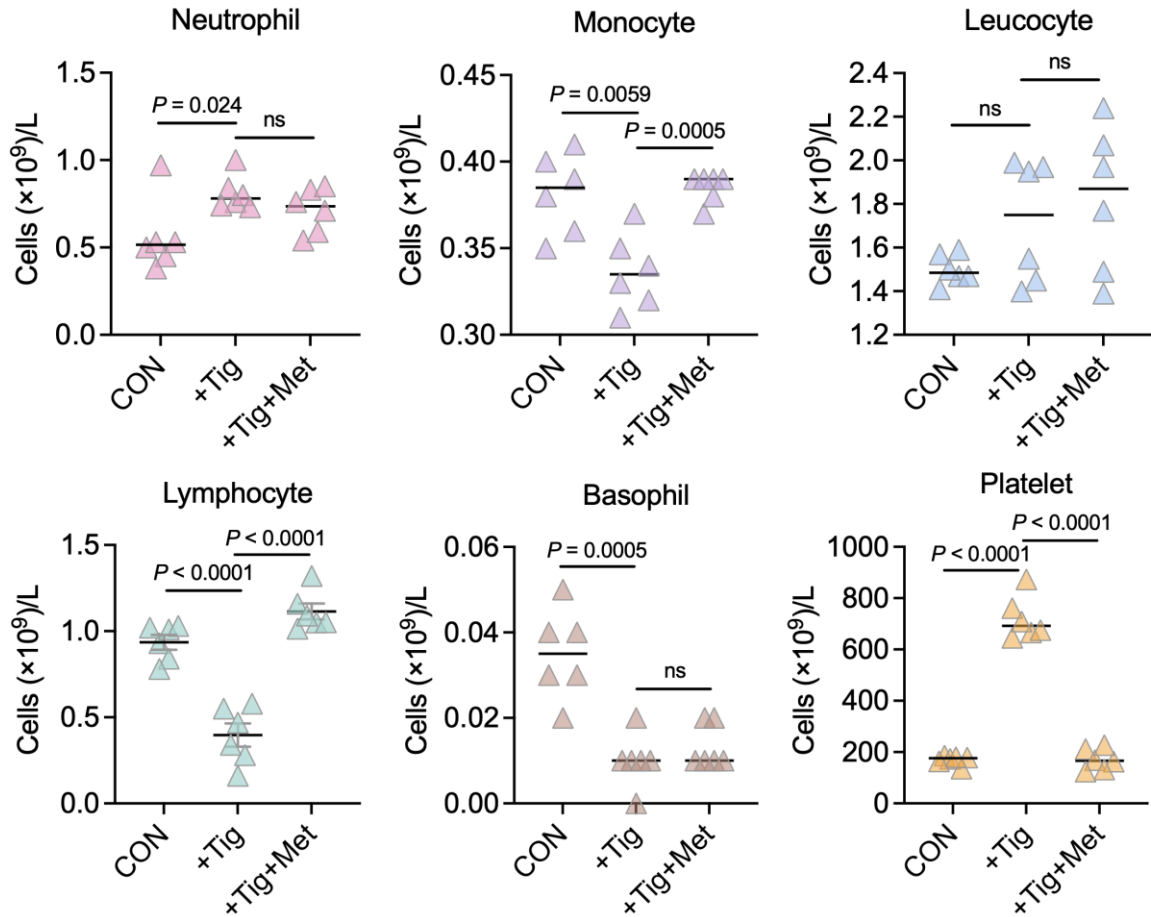 Neutrophil
Cells (×10⁹)/L
1.5
1.0
0.5
0.0
P = 0.024
ns
CON
+Tig
+Tig+Met
Monocyte
Cells (×10⁹)/L
0.45
0.40
0.35
0.30
P = 0.0059
P = 0.0005
CON
+Tig
+Tig+Met
Leucocyte
Cells (×10⁹)/L
2.4
2.2
2.0
1.8
1.6
1.4
1.2
ns
ns
CON
+Tig
+Tig+Met
Lymphocyte
Cells (×10⁹)/L
1.5
1.0
0.5
0.0
P < 0.0001
P < 0.0001
CON
+Tig
+Tig+Met
Basophil
Cells (×10⁹)/L
0.06
0.04
0.02
0.00
P = 0.0005
ns
CON
+Tig
+Tig+Met
Platelet
Cells (×10⁹)/L
1000
800
600
400
200
0
P < 0.0001
P < 0.0001
CON
+Tig
+Tig+Met